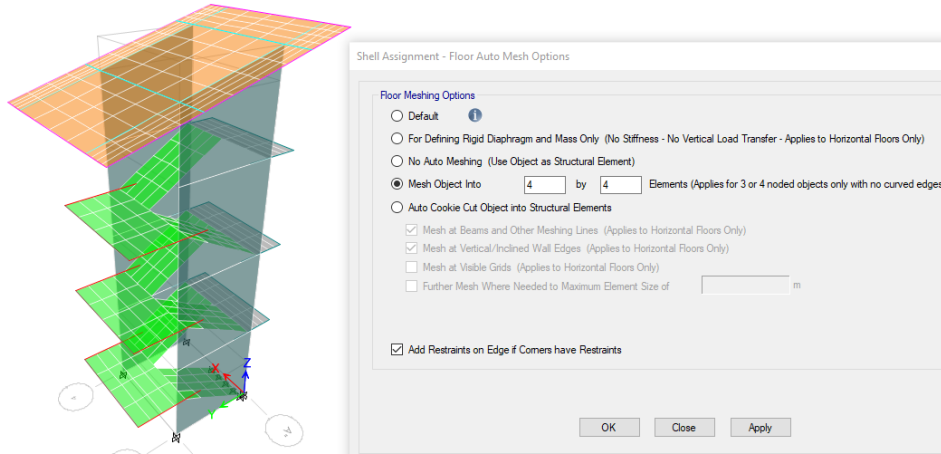 Shell Assignment - Floor Auto Mesh Options
Floor Meshing Options
Default
For Defining Rigid Diaphragm and Mass Only (No Stiffness - No Vertical Load Transfer - Applies to Horizontal Floors Only)
No Auto Meshing (Use Object as Structural Element)
Mesh Object Into 4 by 4 Elements (Applies for 3 or 4 noded objects only with no curved edges
Auto Cookie Cut Object into Structural Elements
Mesh at Beams and Other Meshing Lines (Applies to Horizontal Floors Only)
Mesh at Vertical/Inclined Wall Edges (Applies to Horizontal Floors Only)
Mesh at Visible Grids (Applies to Horizontal Floors Only)
Further Mesh Where Needed to Maximum Element Size of m
Add Restraints on Edge if Corners have Restraints
OK Close Apply
X Z